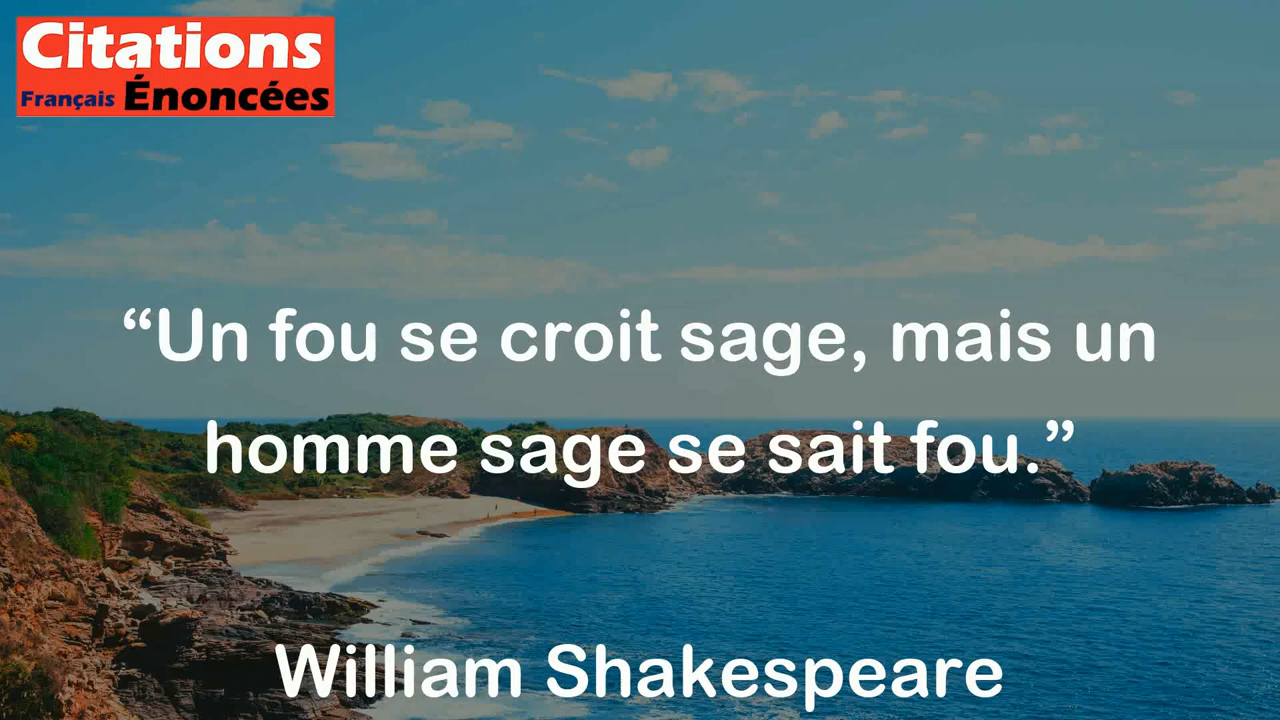 Citations
Français Énoncées
“Un fou se croit sage, mais un
homme sage se sait fou.”
William Shakespeare